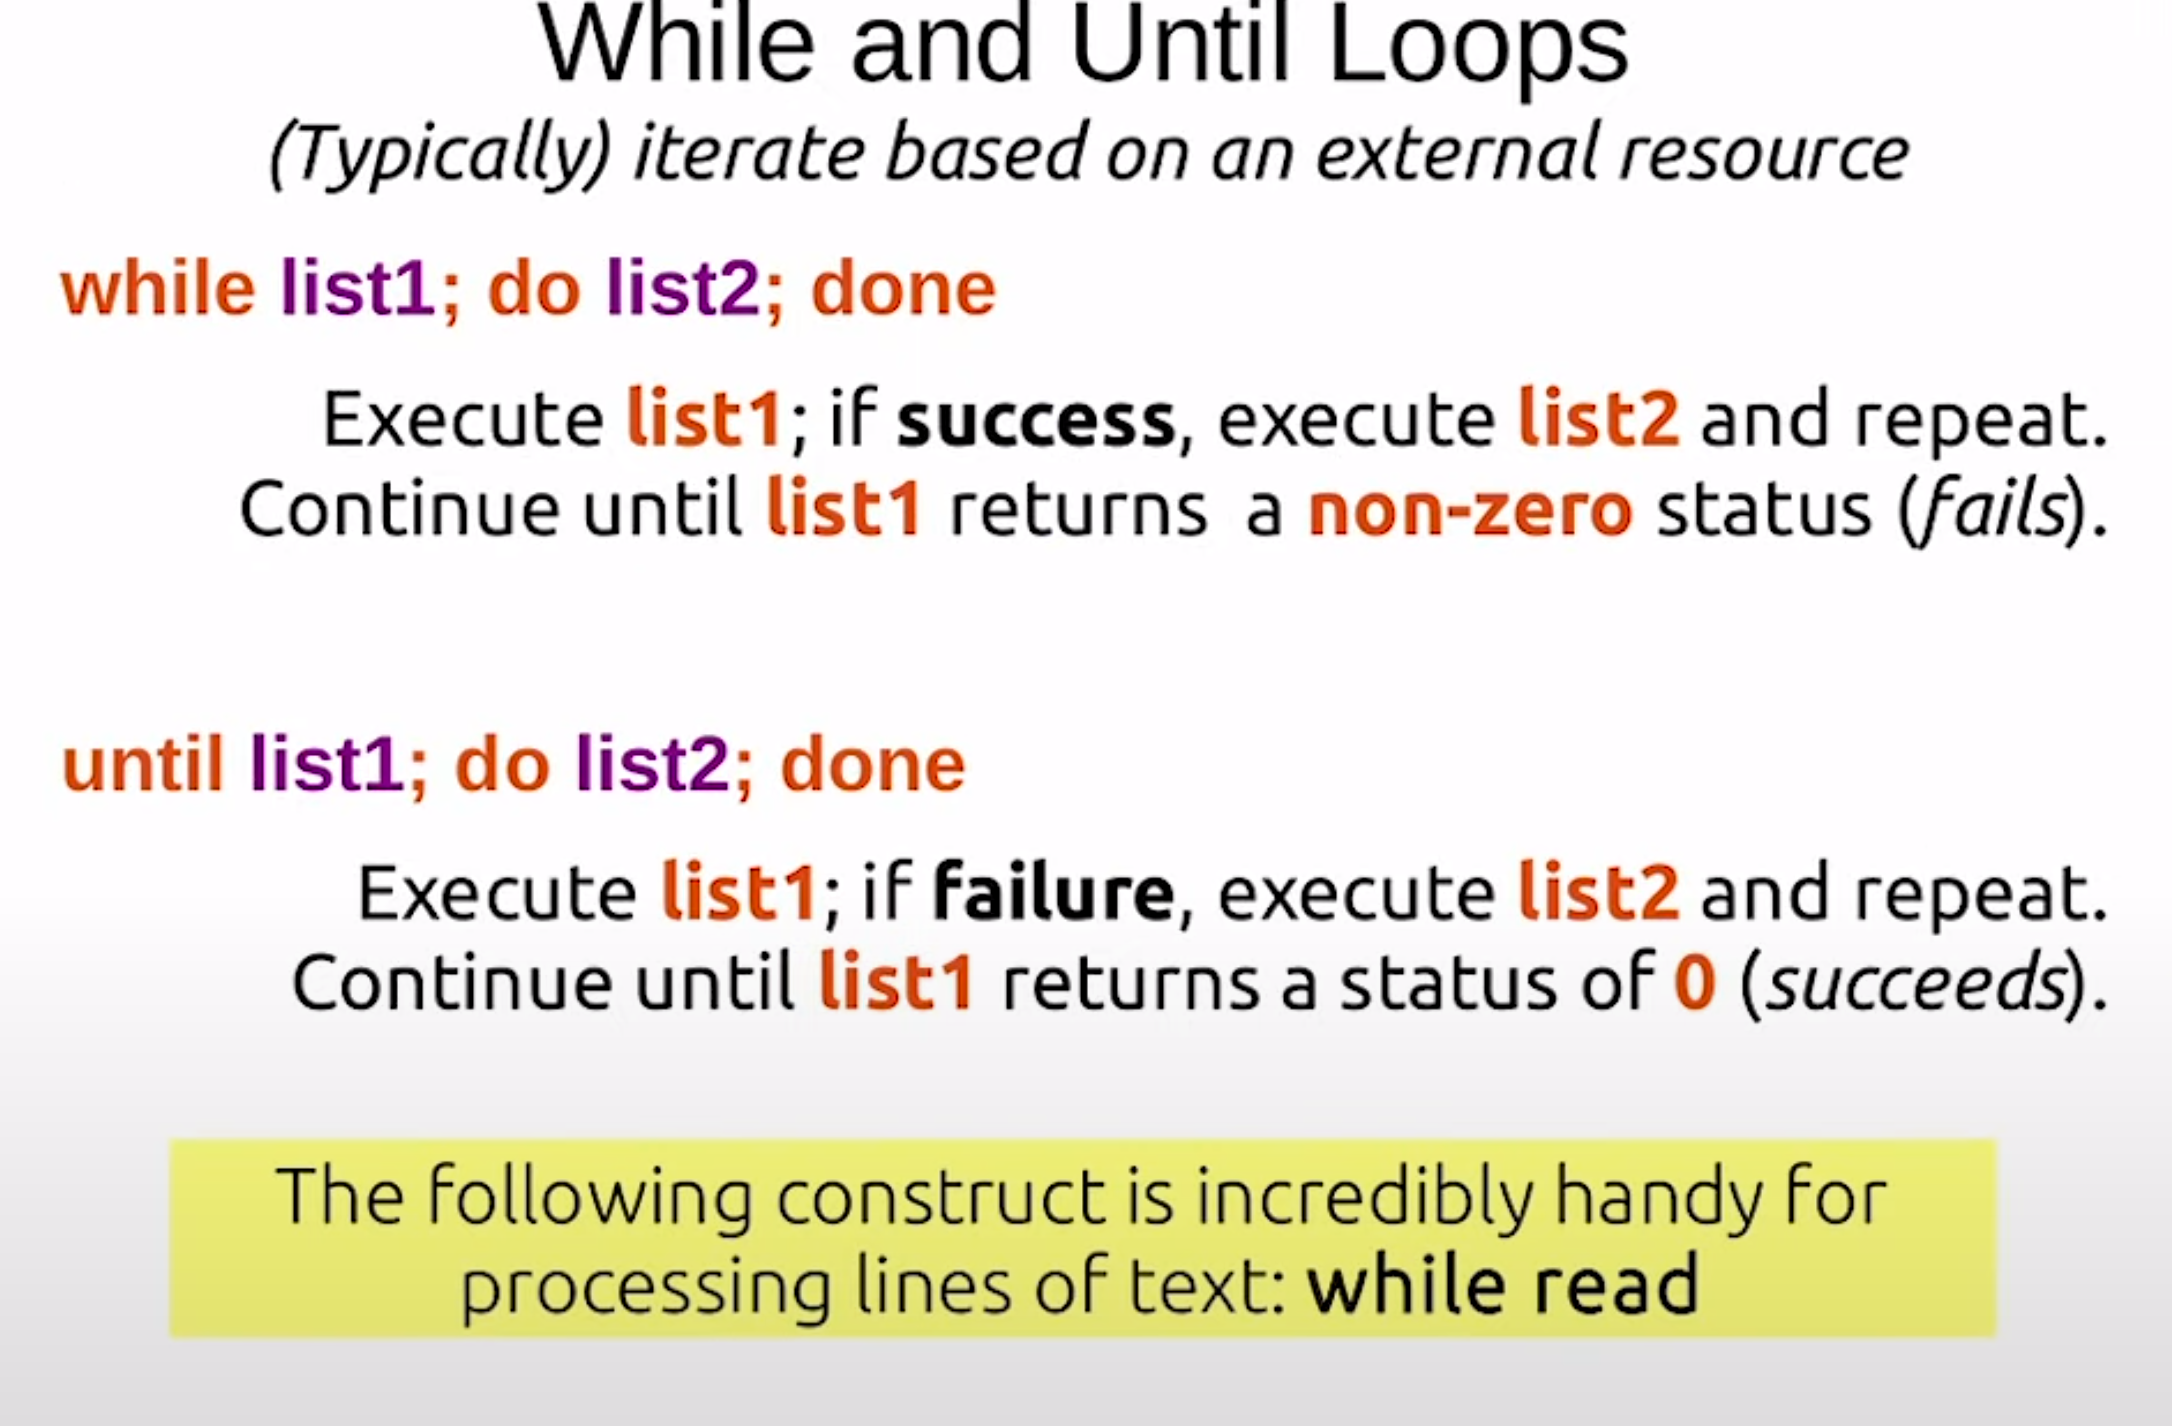 While and Until Loops
(Typically) iterate based on an external resource
while list1; do list2; done
Execute list1; if success, execute list2 and repeat.
Continue until list1 returns a non-zero status (fails).
until list1; do list2; done
Execute list1; if failure, execute list2 and repeat.
Continue until list1 returns a status of 0 (succeeds).
The following construct is incredibly handy for
processing lines of text: while read